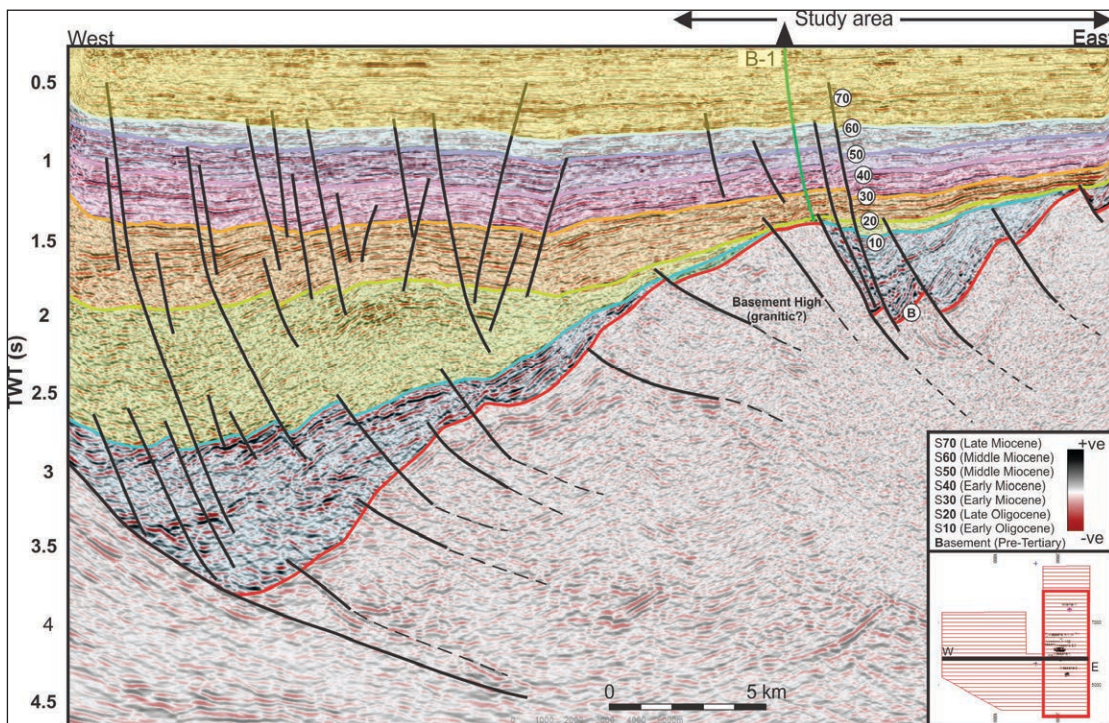 Study area
West
East
B-1
0.5
1
1.5
2
2.5
3
3.5
4
4.5
TWT (s)
70
60
50
40
30
20
10
B
Basement High
(granitic?)
S70 (Late Miocene)
S60 (Middle Miocene)
S50 (Middle Miocene)
S40 (Early Miocene)
S30 (Early Miocene)
S20 (Late Oligocene)
S10 (Early Oligocene)
Basement (Pre-Tertiary)
+ve
-ve
W
E
0
5 km